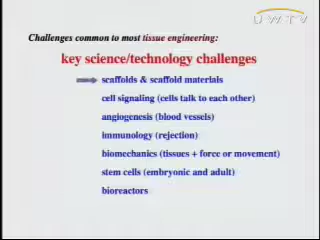 UWTV
Challenges common to most tissue engineering:
key science/technology challenges
scaffolds & scaffold materials
cell signaling (cells talk to each other)
angiogenesis (blood vessels)
immunology (rejection)
biomechanics (tissues + force or movement)
stem cells (embryonic and adult)
bioreactors